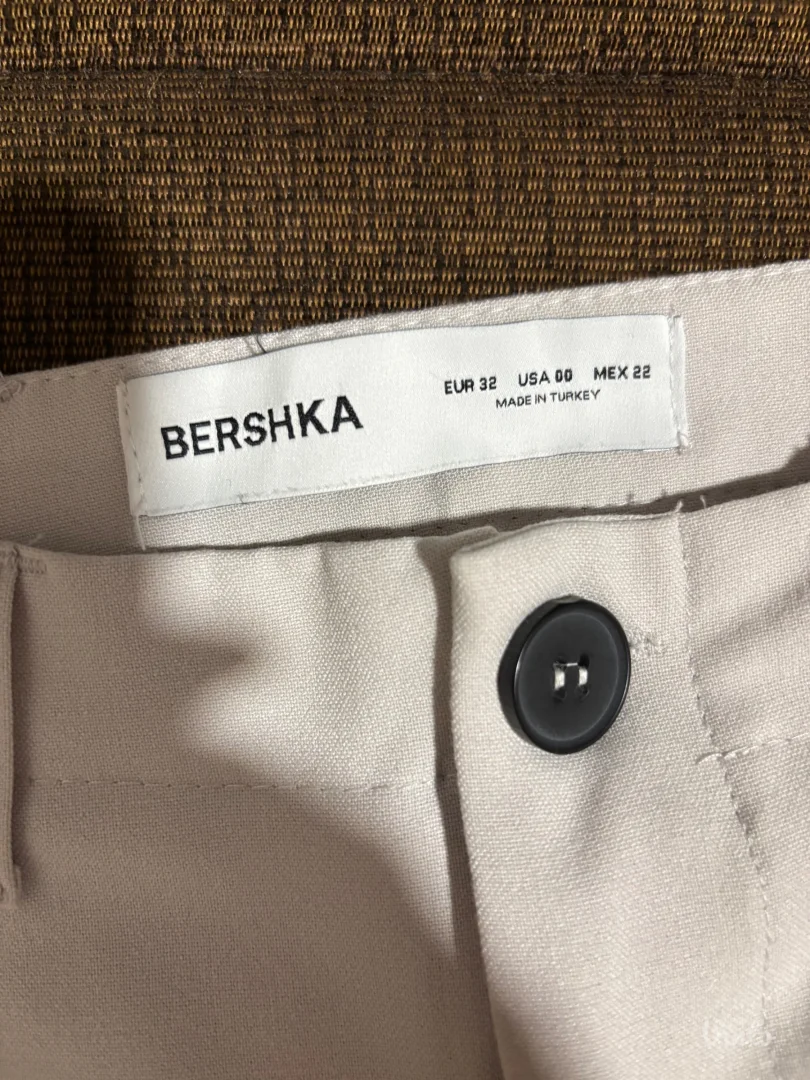 BERSHKA
EUR 32 USA 00 MEX 22
MADE IN TURKEY